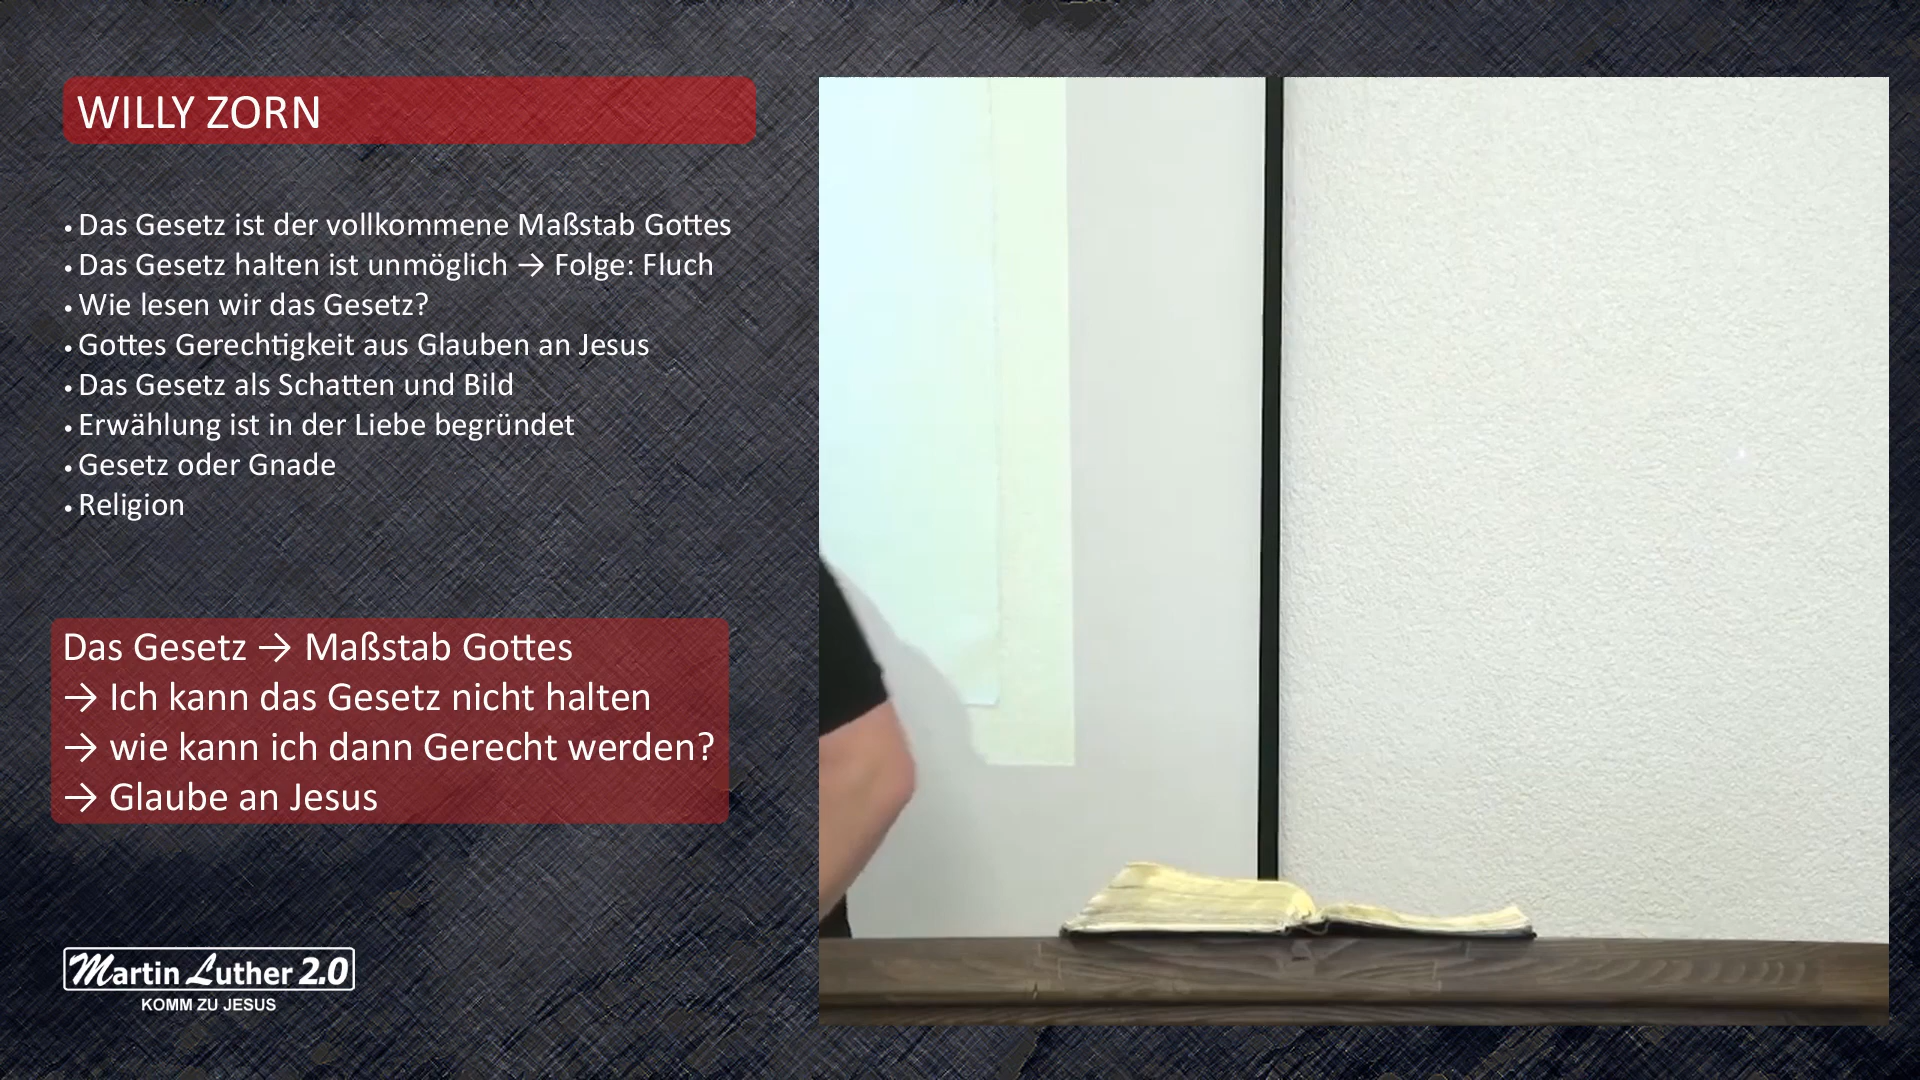 WILLY ZORN
• Das Gesetz ist der vollkommene Maßstab Gottes
• Das Gesetz halten ist unmöglich → Folge: Fluch
• Wie lesen wir das Gesetz?
• Gottes Gerechtigkeit aus Glauben an Jesus
• Das Gesetz als Schatten und Bild
• Erwählung ist in der Liebe begründet
• Gesetz oder Gnade
• Religion
Das Gesetz → Maßstab Gottes
→ Ich kann das Gesetz nicht halten
→ wie kann ich dann Gerecht werden?
→ Glaube an Jesus
Martin Luther 2.0
KOMM ZU JESUS